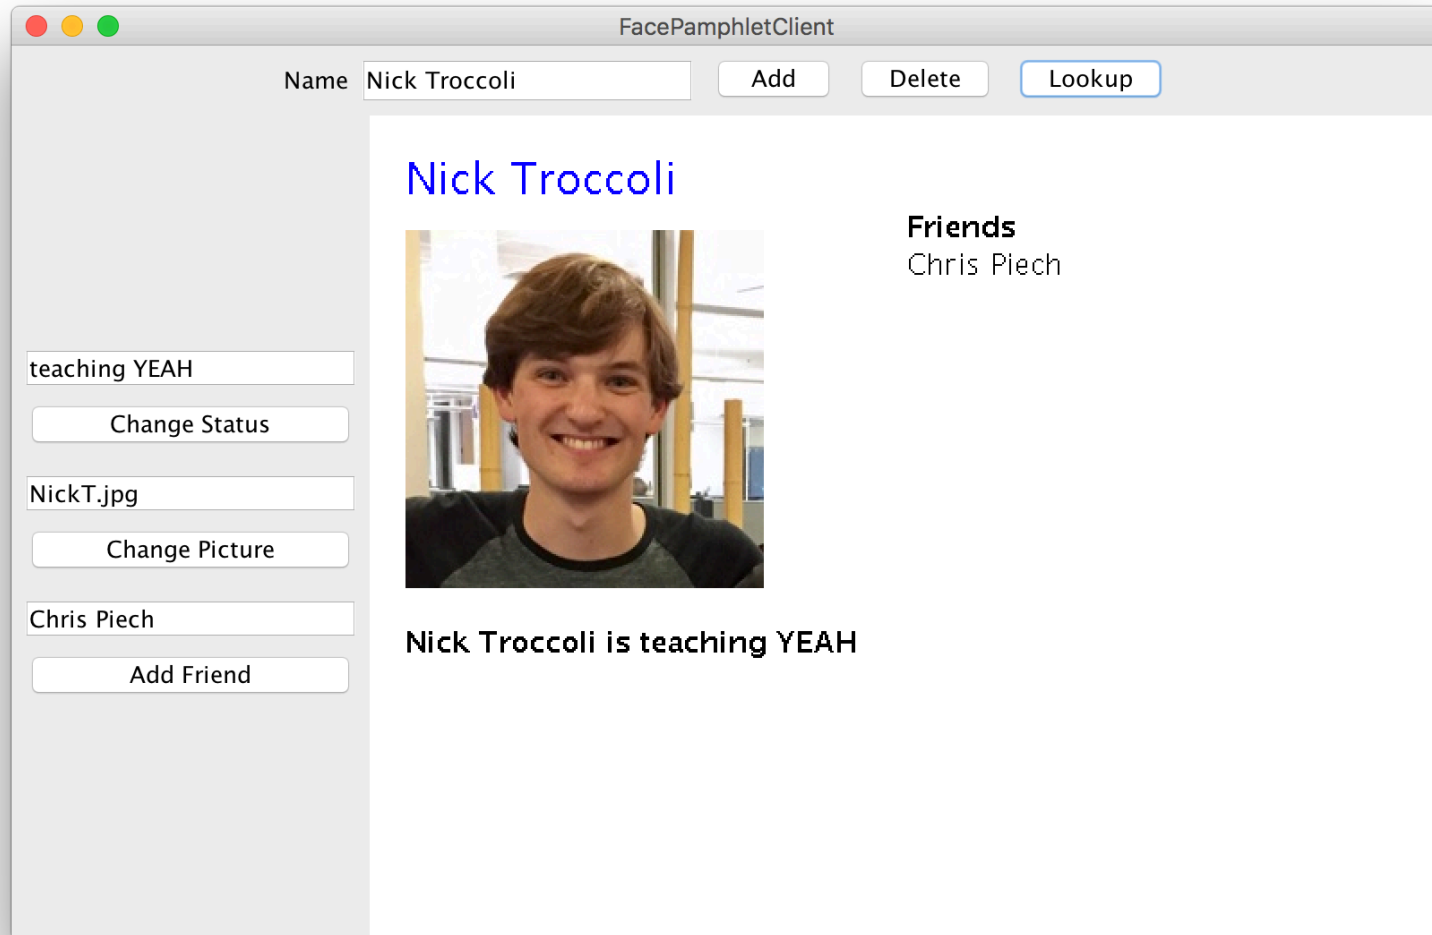 FacePamphletClient
Name Nick Troccoli Add Delete Lookup
Nick Troccoli
Friends
Chris Piech
teaching YEAH
Change Status
NickT.jpg
Change Picture
Chris Piech
Add Friend
Nick Troccoli is teaching YEAH